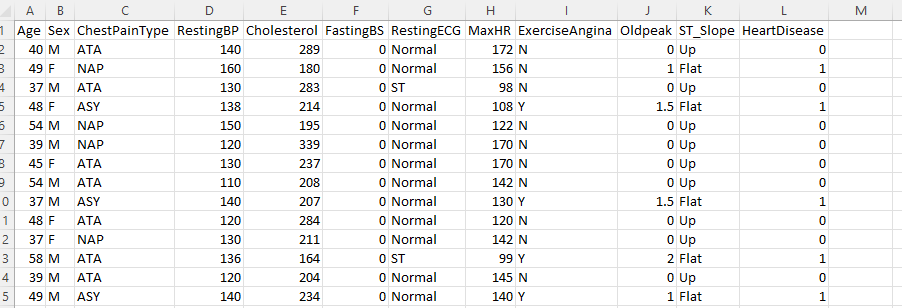 A B C D E F G H I J K L M
1 Age Sex ChestPainType RestingBP Cholesterol FastingBS RestingECG MaxHR ExerciseAngina Oldpeak ST_Slope HeartDisease
2 40 M ATA 140 289 0 Normal 172 N 0 Up 0
3 49 F NAP 160 180 0 Normal 156 N 1 Flat 1
4 37 M ATA 130 283 0 ST 98 N 0 Up 0
5 48 F ASY 138 214 0 Normal 108 Y 1.5 Flat 1
6 54 M NAP 150 195 0 Normal 122 N 0 Up 0
7 39 M NAP 120 339 0 Normal 170 N 0 Up 0
8 45 F ATA 130 237 0 Normal 170 N 0 Up 0
9 54 M ATA 110 208 0 Normal 142 N 0 Up 0
0 37 M ASY 140 207 0 Normal 130 Y 1.5 Flat 1
1 48 F ATA 120 284 0 Normal 120 N 0 Up 0
2 37 F NAP 130 211 0 Normal 142 N 0 Up 0
3 58 M ATA 136 164 0 ST 99 Y 2 Flat 1
4 39 M ATA 120 204 0 Normal 145 N 0 Up 0
5 49 M ASY 140 234 0 Normal 140 Y 1 Flat 1